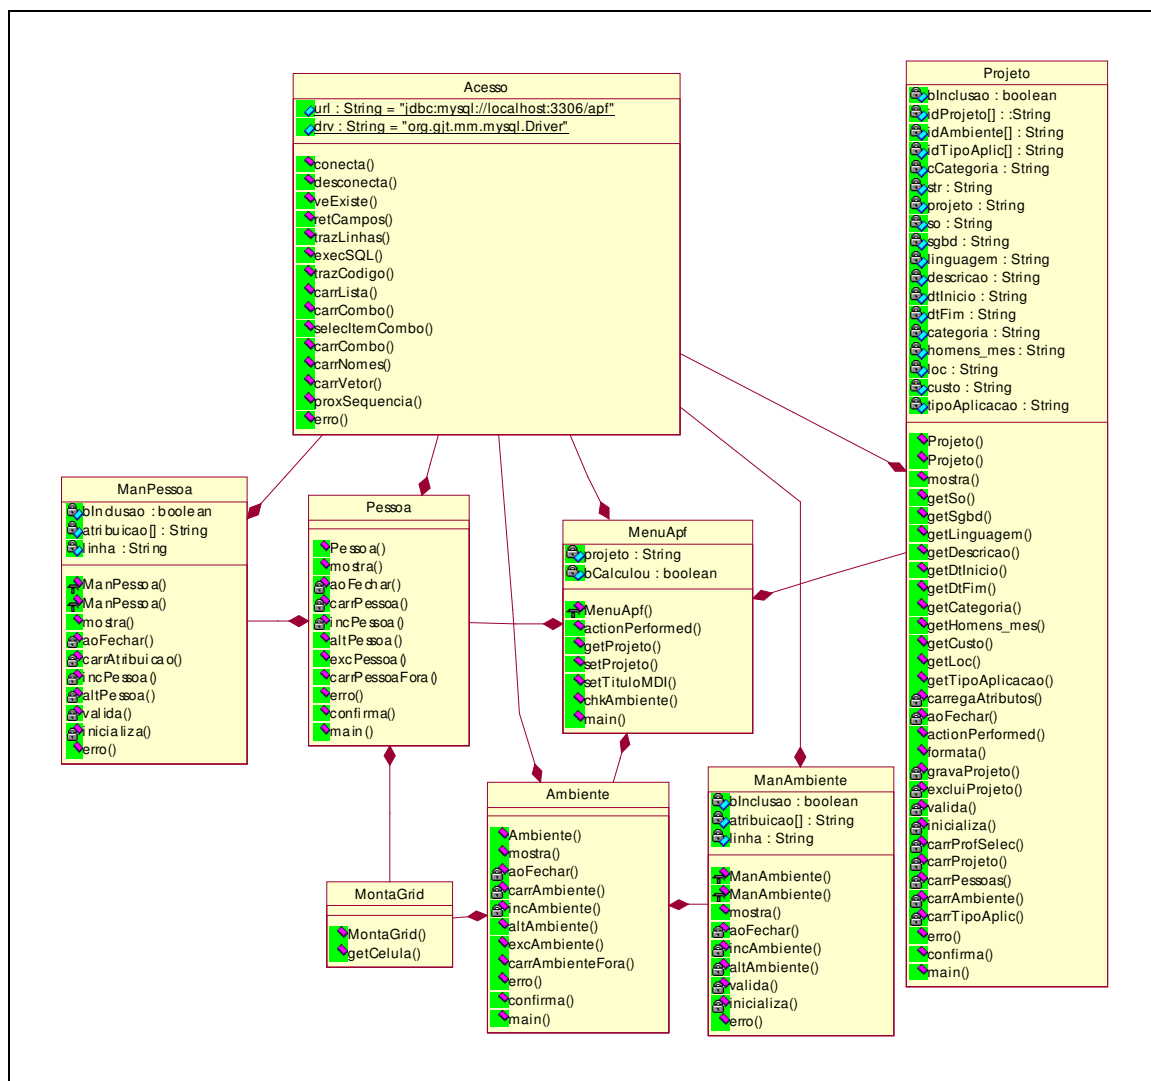 Acesso
url : String = "jdbc:mysql://localhost:3306/apf"
drv : String = "org.gjt.mm.mysql.Driver"
conecta()
desconecta()
veExiste()
retCampos()
trazLinhas()
execSQL()
trazCodigo()
carrLista()
carrCombo()
selecItemCombo()
carrCombo()
carrNomes()
carrVetor()
proxSequencia()
erro()
Projeto
bInclusao : boolean
idProjeto[] : :String
idAmbiente[] : String
idTipoAplic[] : String
cCategoria : String
str : String
projeto : String
so : String
sgbd : String
linguagem : String
descricao : String
dtInicio : String
dtFim : String
categoria : String
homens_mes : String
loc : String
custo : String
tipoAplicacao : String
Projeto()
Projeto()
mostra()
getSo()
getSgbd()
getLinguagem()
getDescricao()
getDtInicio()
getDtFim()
getCategoria()
getHomens_mes()
getCusto()
getLoc()
getTipoAplicacao()
carregaAtributos()
aoFechar()
actionPerformed()
formata()
gravaProjeto()
excluiProjeto()
valida()
inicializa()
carrProfSelec()
carrProjeto()
carrPessoas()
carrAmbiente()
carrTipoAplic()
erro()
confirma()
main()
ManPessoa
bInclusao : boolean
atribuicao[] : String
linha : String
ManPessoa()
ManPessoa()
mostra()
aoFechar()
carrAtribuicao()
incPessoa()
altPessoa()
valida()
inicializa()
erro()
Pessoa
Pessoa()
mostra()
aoFechar()
carrPessoa()
incPessoa()
altPessoa()
excPessoa()
carrPessoaFora()
erro()
confirma()
main()
MenuApf
projeto : String
bCalculou : boolean
MenuApf()
actionPerformed()
getProjeto()
setProjeto()
setTituloMDI()
chkAmbiente()
main()
MontaGrid
MontaGrid()
getCelula()
Ambiente
Ambiente()
mostra()
aoFechar()
carrAmbiente()
incAmbiente()
altAmbiente()
excAmbiente()
carrAmbienteFora()
erro()
confirma()
main()
ManAmbiente
bInclusao : boolean
atribuicao[] : String
linha : String
ManAmbiente()
ManAmbiente()
mostra()
aoFechar()
incAmbiente()
altAmbiente()
valida()
inicializa()
erro()